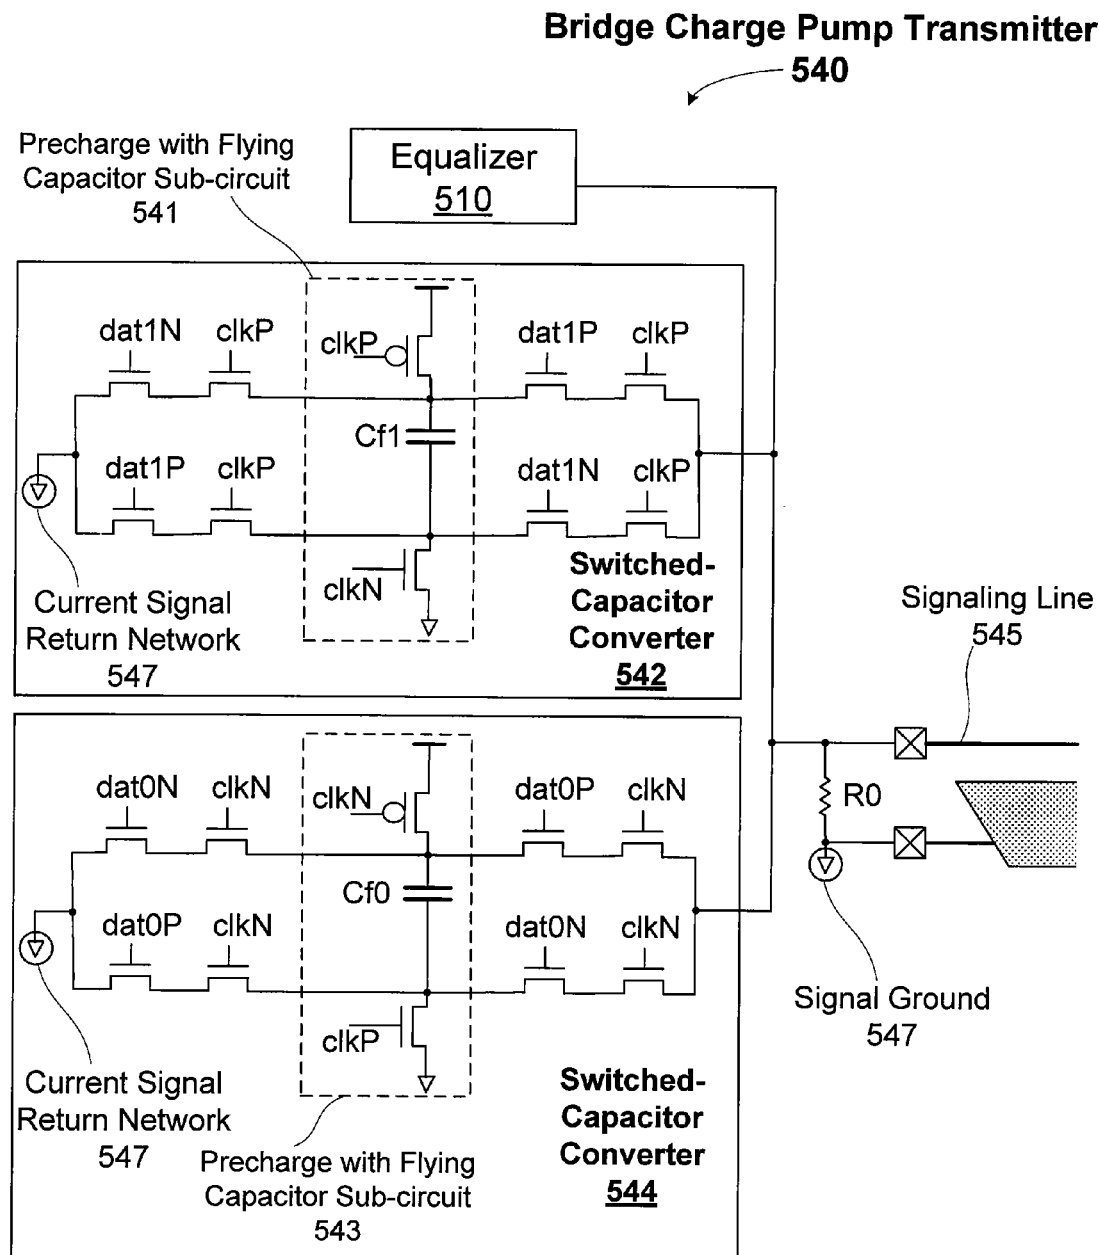 Bridge Charge Pump Transmitter
540
Precharge with Flying
Capacitor Sub-circuit
541
Equalizer
510
dat1N
clkP
clkP
dat1P
clkP
Cf1
dat1P
clkP
dat1N
clkP
clkN
Current Signal
Return Network
547
Switched-
Capacitor
Converter
542
Signaling Line
545
dat0N
clkN
clkN
dat0P
clkN
R0
Cf0
dat0P
clkN
dat0N
clkN
clkP
Signal Ground
547
Current Signal
Return Network
547
Switched-
Capacitor
Converter
544
Precharge with Flying
Capacitor Sub-circuit
543